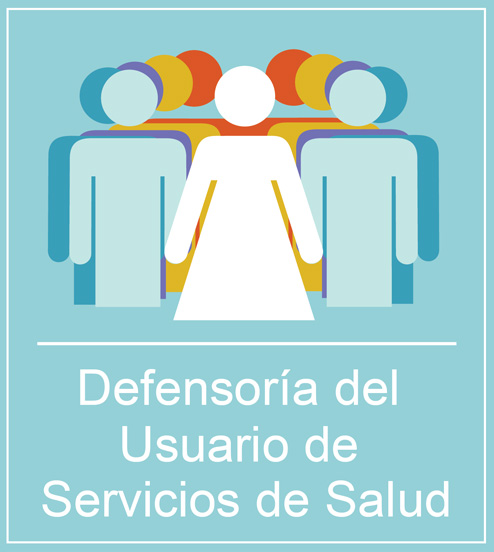 Defensoría del
Usuario de
Servicios de Salud